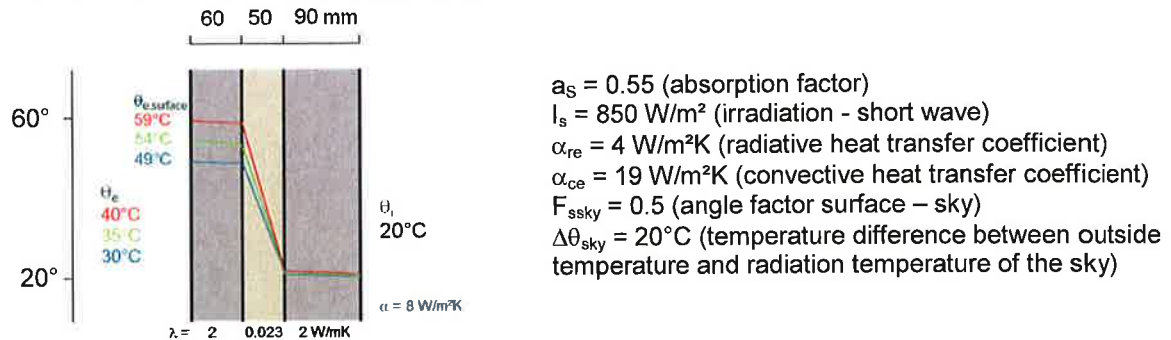 60 50 90 mm
60°
20°
θe,surface
59°C
54°C
49°C
θe
40°C
35°C
30°C
θi
20°C
α = 8 W/m²K
λ = 2 0.023 2 W/mK
aS = 0.55 (absorption factor)
Is = 850 W/m² (irradiation - short wave)
αre = 4 W/m²K (radiative heat transfer coefficient)
αce = 19 W/m²K (convective heat transfer coefficient)
Fssky = 0.5 (angle factor surface – sky)
Δθsky = 20°C (temperature difference between outside
temperature and radiation temperature of the sky)